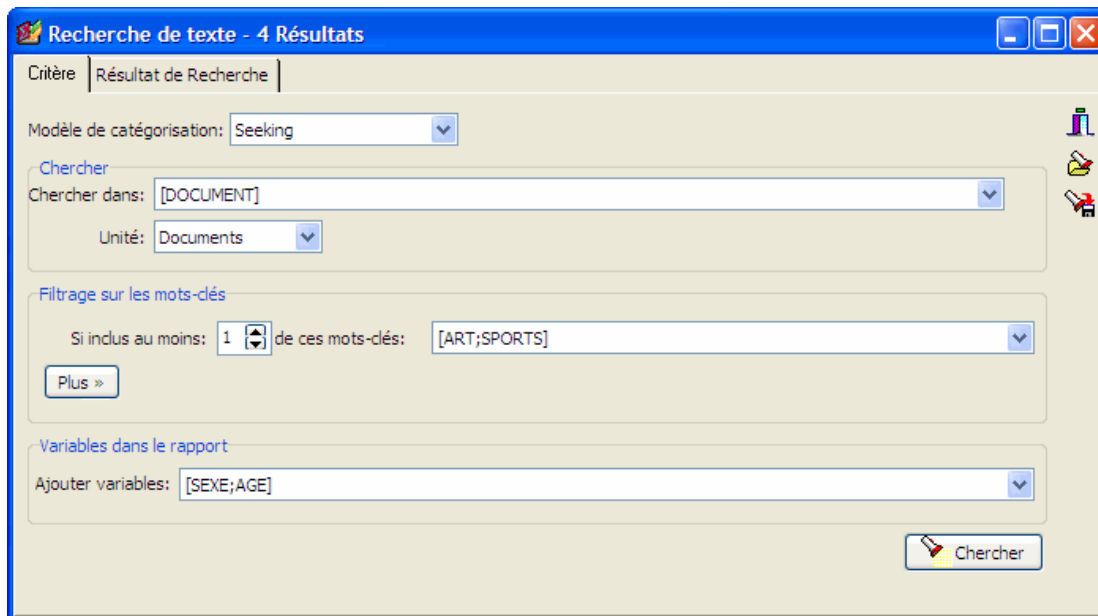 Recherche de texte - 4 Résultats
Critère Résultat de Recherche
Modèle de catégorisation: Seeking
Chercher
Chercher dans: [DOCUMENT]
Unité: Documents
Filtrage sur les mots-clés
Si inclus au moins: 1 de ces mots-clés: [ART;SPORTS]
Plus »
Variables dans le rapport
Ajouter variables: [SEXE;AGE]
Chercher